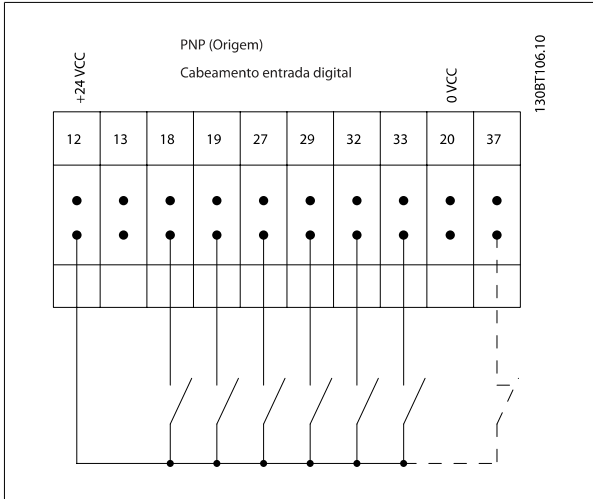 PNP (Origem)
Cabeamento entrada digital
+24 VCC
0 VCC
130BT106.10
12 13 18 19 27 29 32 33 20 37